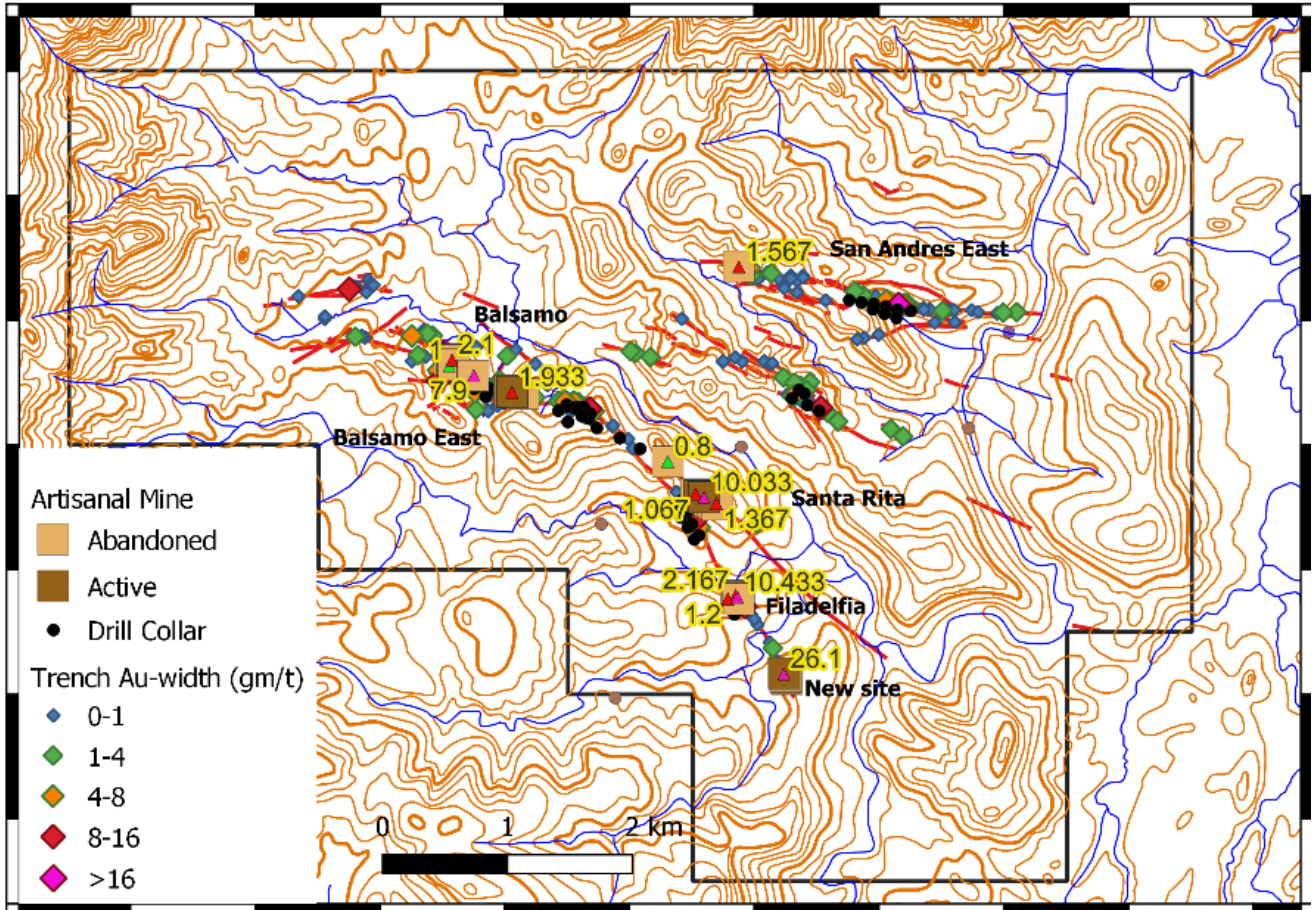 1.567
San Andres East
Balsamo
1
2.1
7.9
1.933
Balsamo East
0.8
10.033
Santa Rita
1.067
1.367
2.167
10.433
1.2
Filadelfia
26.1
New site
Artisanal Mine
Abandoned
Active
Drill Collar
Trench Au-width (gm/t)
0-1
1-4
4-8
8-16
>16
0 1 2 km